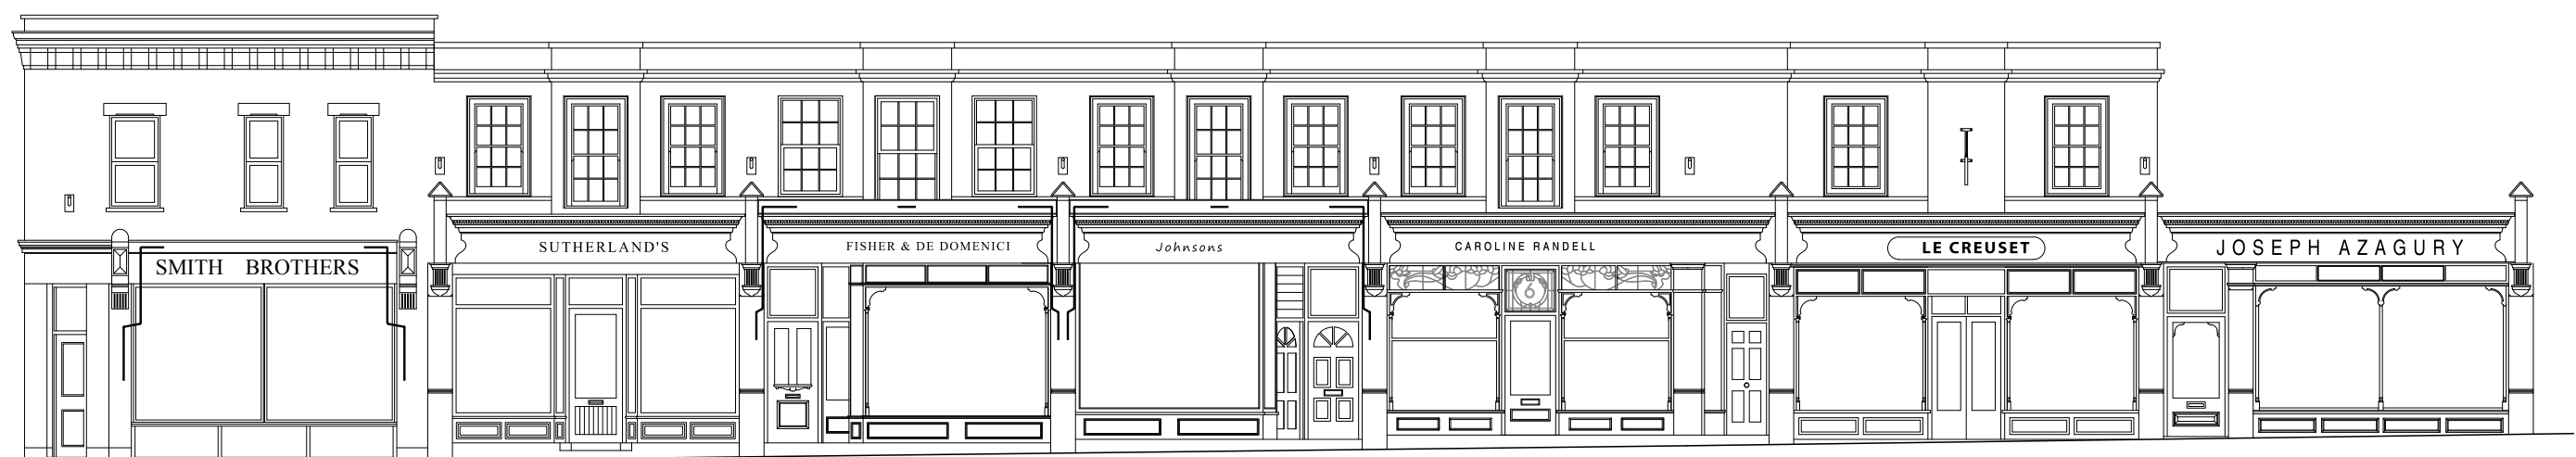 SMITH BROTHERS
SUTHERLAND'S
FISHER & DE DOMENICI
Johnsons
CAROLINE RANDELL
6
LE CREUSET
JOSEPH AZAGURY